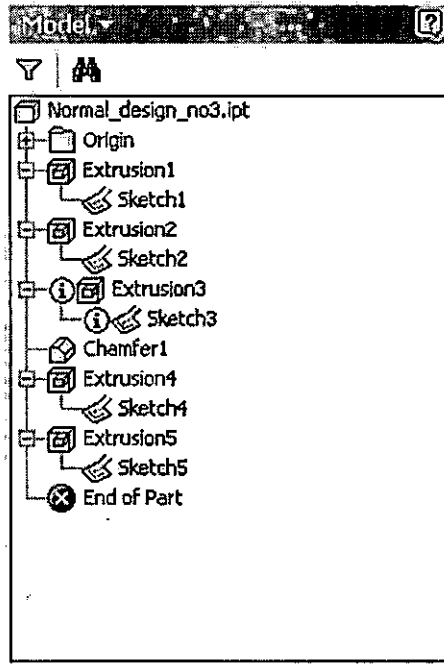 Model
Normal_design_no3.ipt
Origin
Extrusion1
Sketch1
Extrusion2
Sketch2
Extrusion3
Sketch3
Chamfer1
Extrusion4
Sketch4
Extrusion5
Sketch5
End of Part